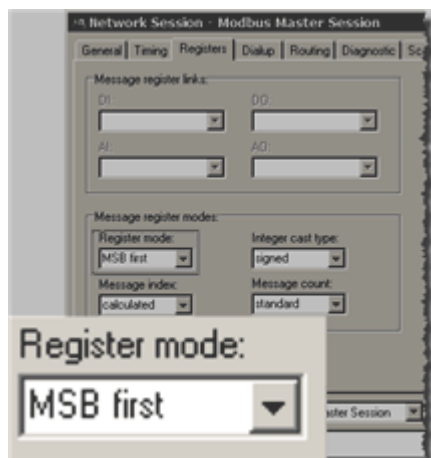 Network Session - Modbus Master Session
General Timing Registers Dialup Routing Diagnostic Sc
Message register links:
DI: DO:
AI: AO:
Message register modes:
Register mode: Integer cast type:
MSB first signed
Message index: Message count:
calculated standard
Register mode:
MSB first
aster Session